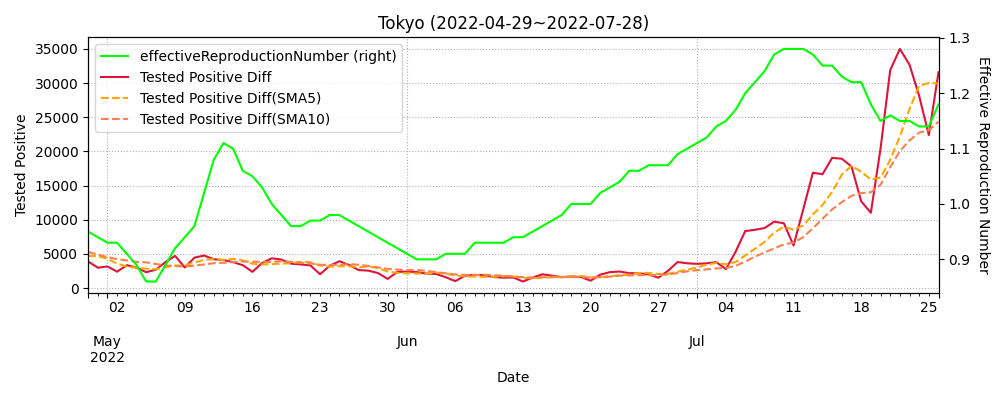 Tokyo (2022-04-29~2022-07-28)
effectiveReproductionNumber (right)
Tested Positive Diff
Tested Positive Diff(SMA5)
Tested Positive Diff(SMA10)
Tested Positive
35000
30000
25000
20000
15000
10000
5000
0
1.3
1.2
1.1
1.0
0.9
Effective Reproduction Number
02 09 16 23 30 06 13 20 27 04 11 18 25
May Jun Jul
2022
Date